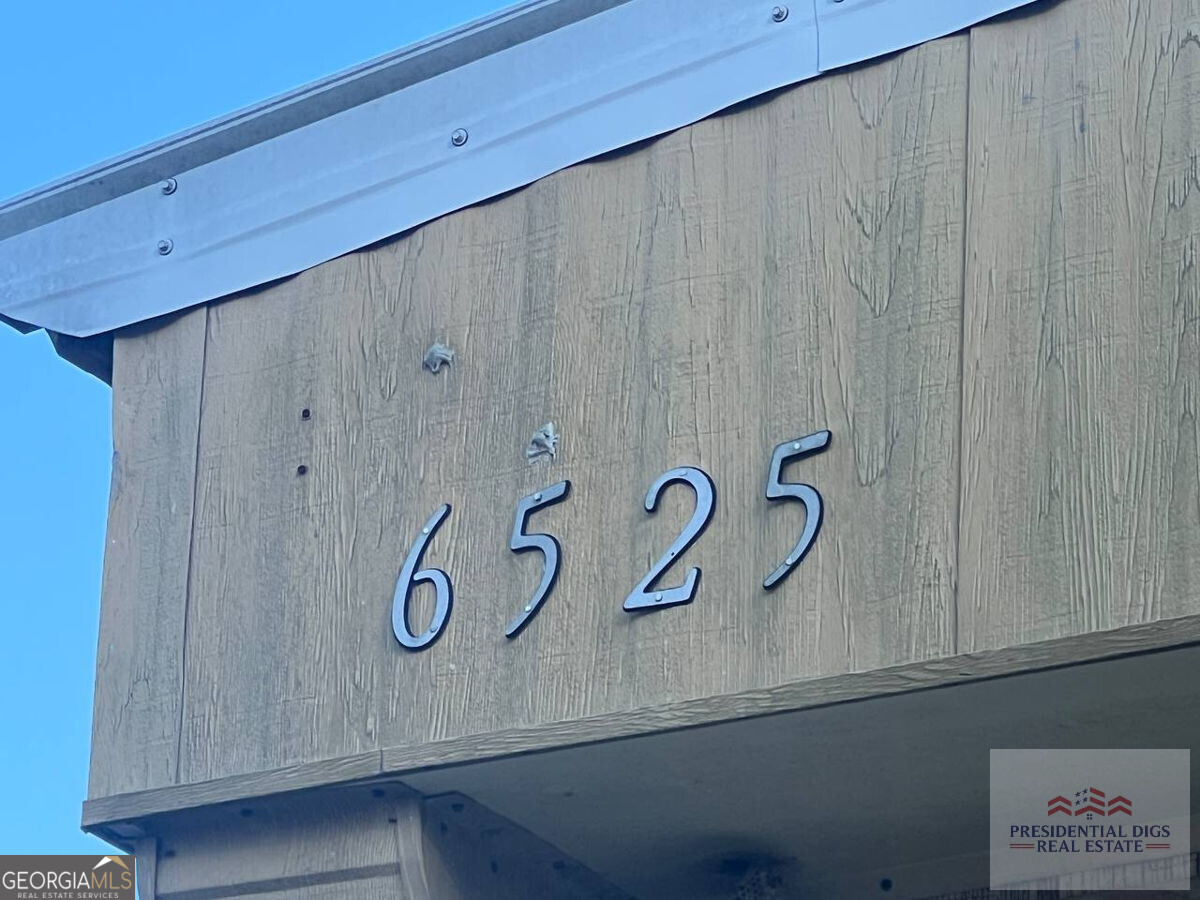 6525
PRESIDENTIAL DIGS
REAL ESTATE
GEORGIAMLS
REAL ESTATE SERVICES